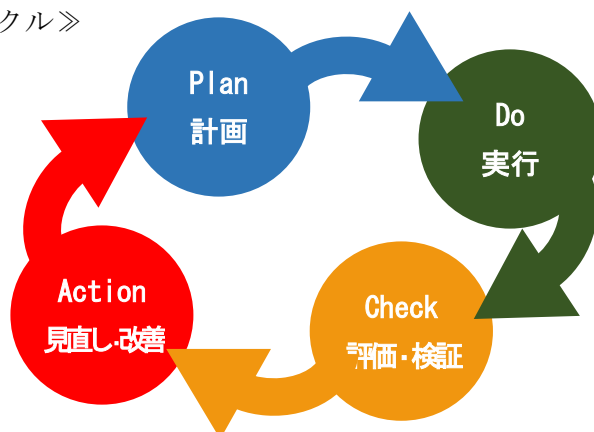 クル≫
Plan
計画
Do
実行
Action
見直し・改善
Check
評価・検証